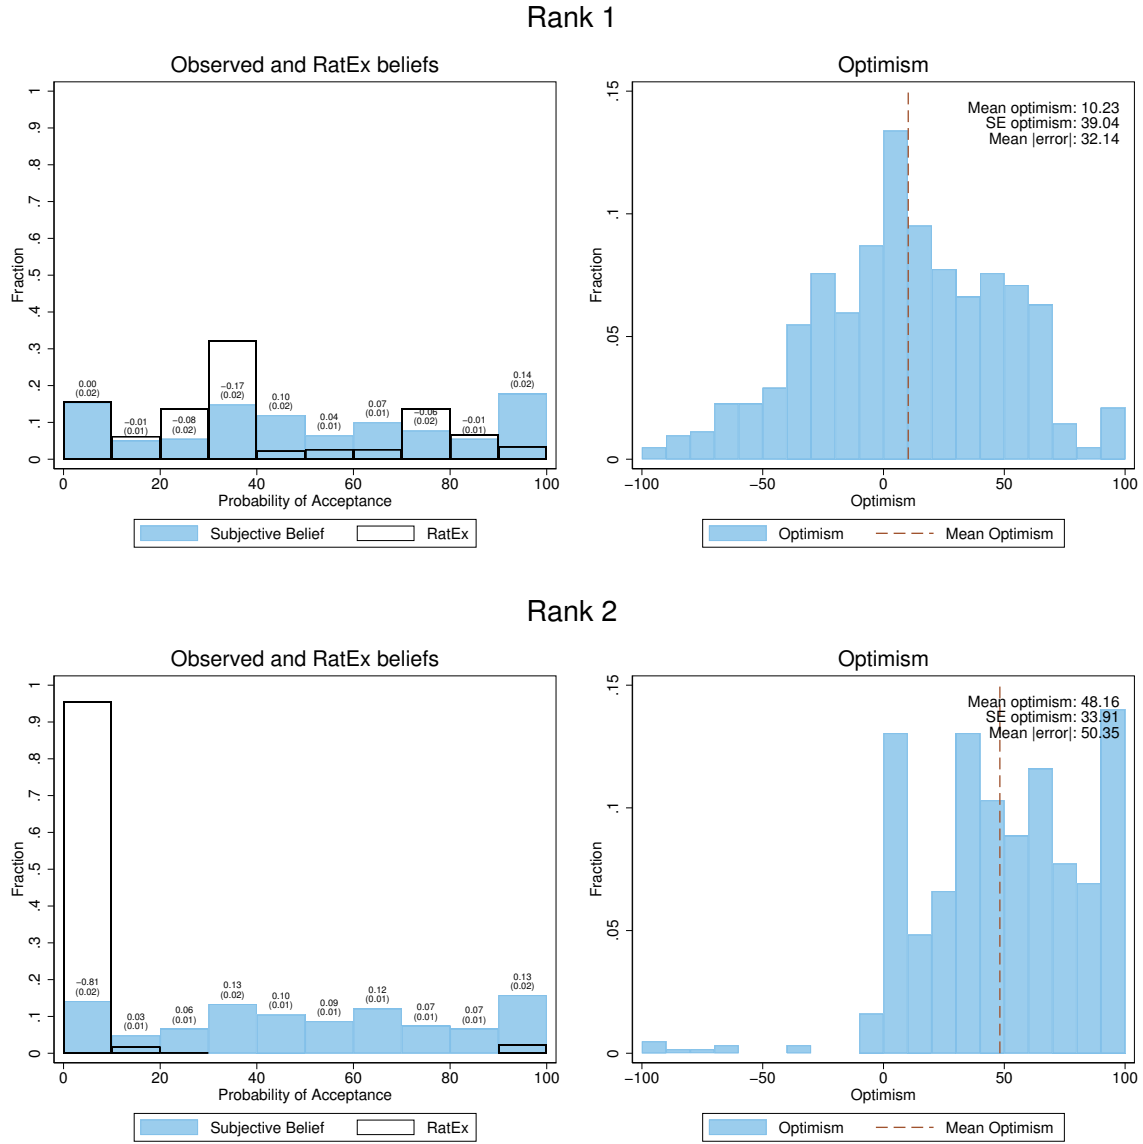 Rank 1
Observed and RatEx beliefs
Fraction
0
.1
.2
.3
.4
.5
.6
.7
.8
.9
1
0.00
(0.02)
−0.01
(0.01)
−0.08
(0.02)
−0.17
(0.02)
0.10
(0.02)
0.04
(0.01)
0.07
(0.01)
−0.06
(0.02)
−0.01
(0.01)
0.14
(0.02)
0 20 40 60 80 100
Probability of Acceptance
Subjective Belief RatEx
Optimism
Fraction
0
.05
.1
.15
Mean optimism: 10.23
SE optimism: 39.04
Mean |error|: 32.14
−100 −50 0 50 100
Optimism
Optimism Mean Optimism
Rank 2
Observed and RatEx beliefs
Fraction
0
.1
.2
.3
.4
.5
.6
.7
.8
.9
1
−0.81
(0.02)
0.03
(0.01)
0.06
(0.01)
0.13
(0.02)
0.10
(0.01)
0.09
(0.01)
0.12
(0.01)
0.07
(0.01)
0.07
(0.01)
0.13
(0.02)
0 20 40 60 80 100
Probability of Acceptance
Subjective Belief RatEx
Optimism
Fraction
0
.05
.1
.15
Mean optimism: 48.16
SE optimism: 33.91
Mean |error|: 50.35
−100 −50 0 50 100
Optimism
Optimism Mean Optimism